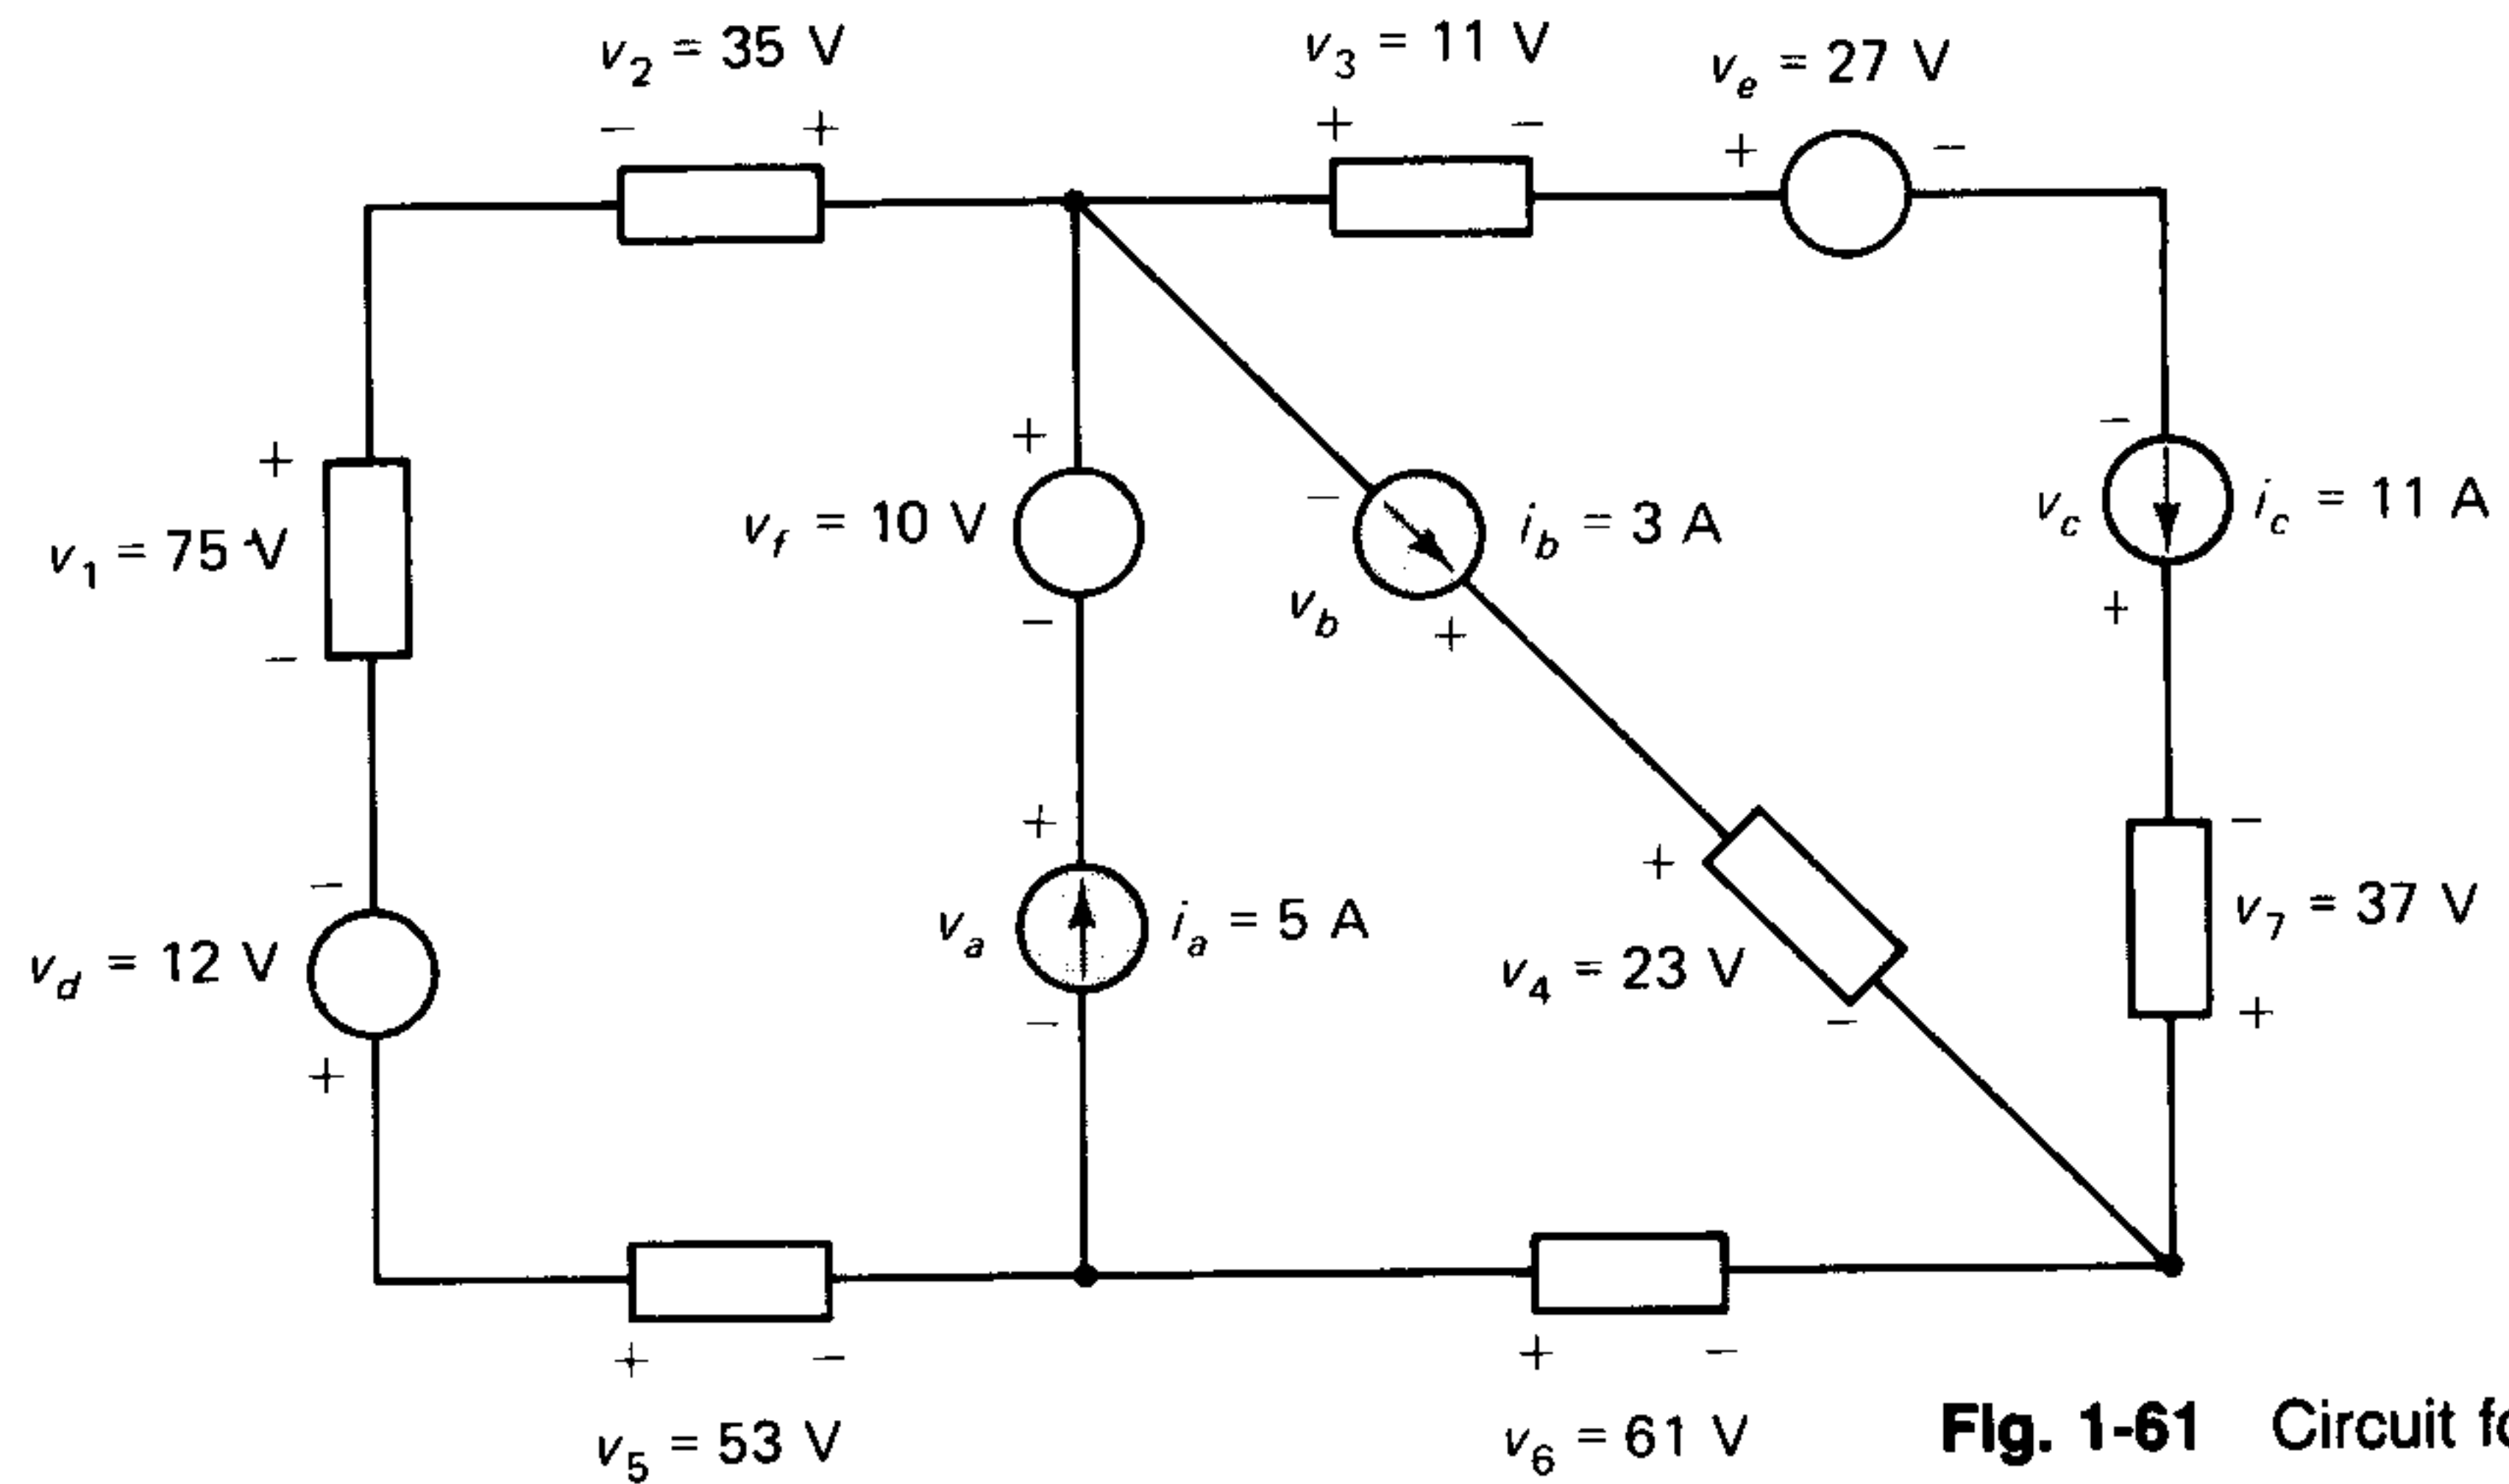 v2 = 35 V
v3 = 11 V
ve = 27 V
− +
+ −
+ −
+
v1 = 75 V
−
+
vf = 10 V
−
−
vb
+
ib = 3 A
−
vc
ic = 11 A
+
−
vd = 12 V
+
+
va
ia = 5 A
−
+
v4 = 23 V
−
−
v7 = 37 V
+
+ −
v5 = 53 V
+ −
v6 = 61 V
Fig. 1-61 Circuit